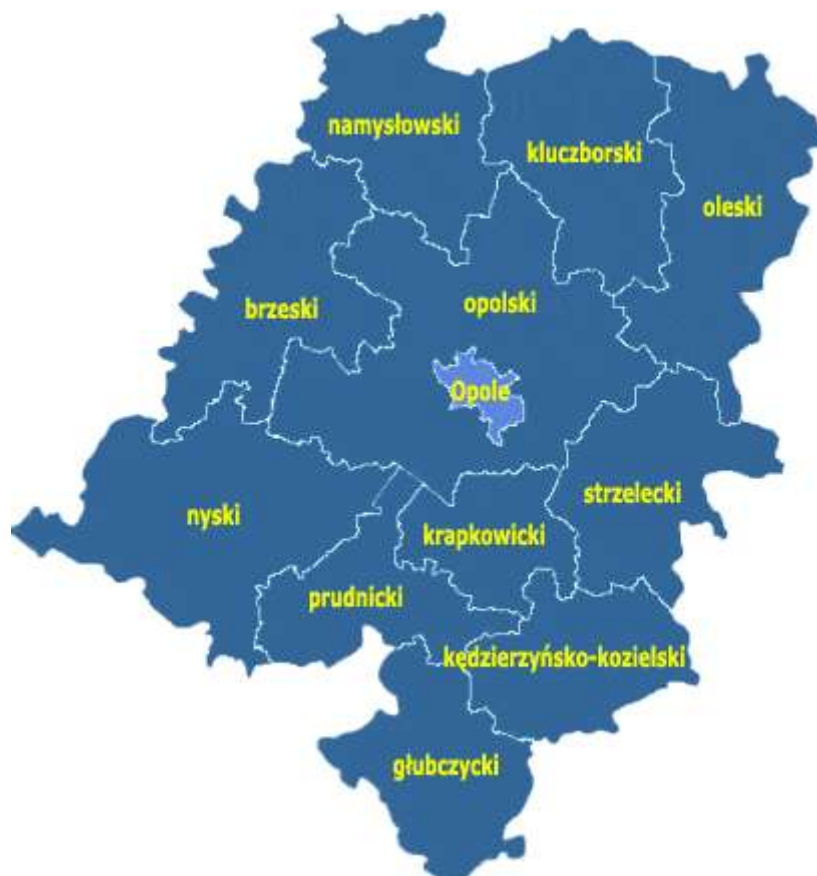 namysłowski
kluczborski
oleski
brzeski
opolski
Opole
strzelecki
nyski
krapkowicki
prudnicki
kędzierzyńsko-kozielski
głubczycki